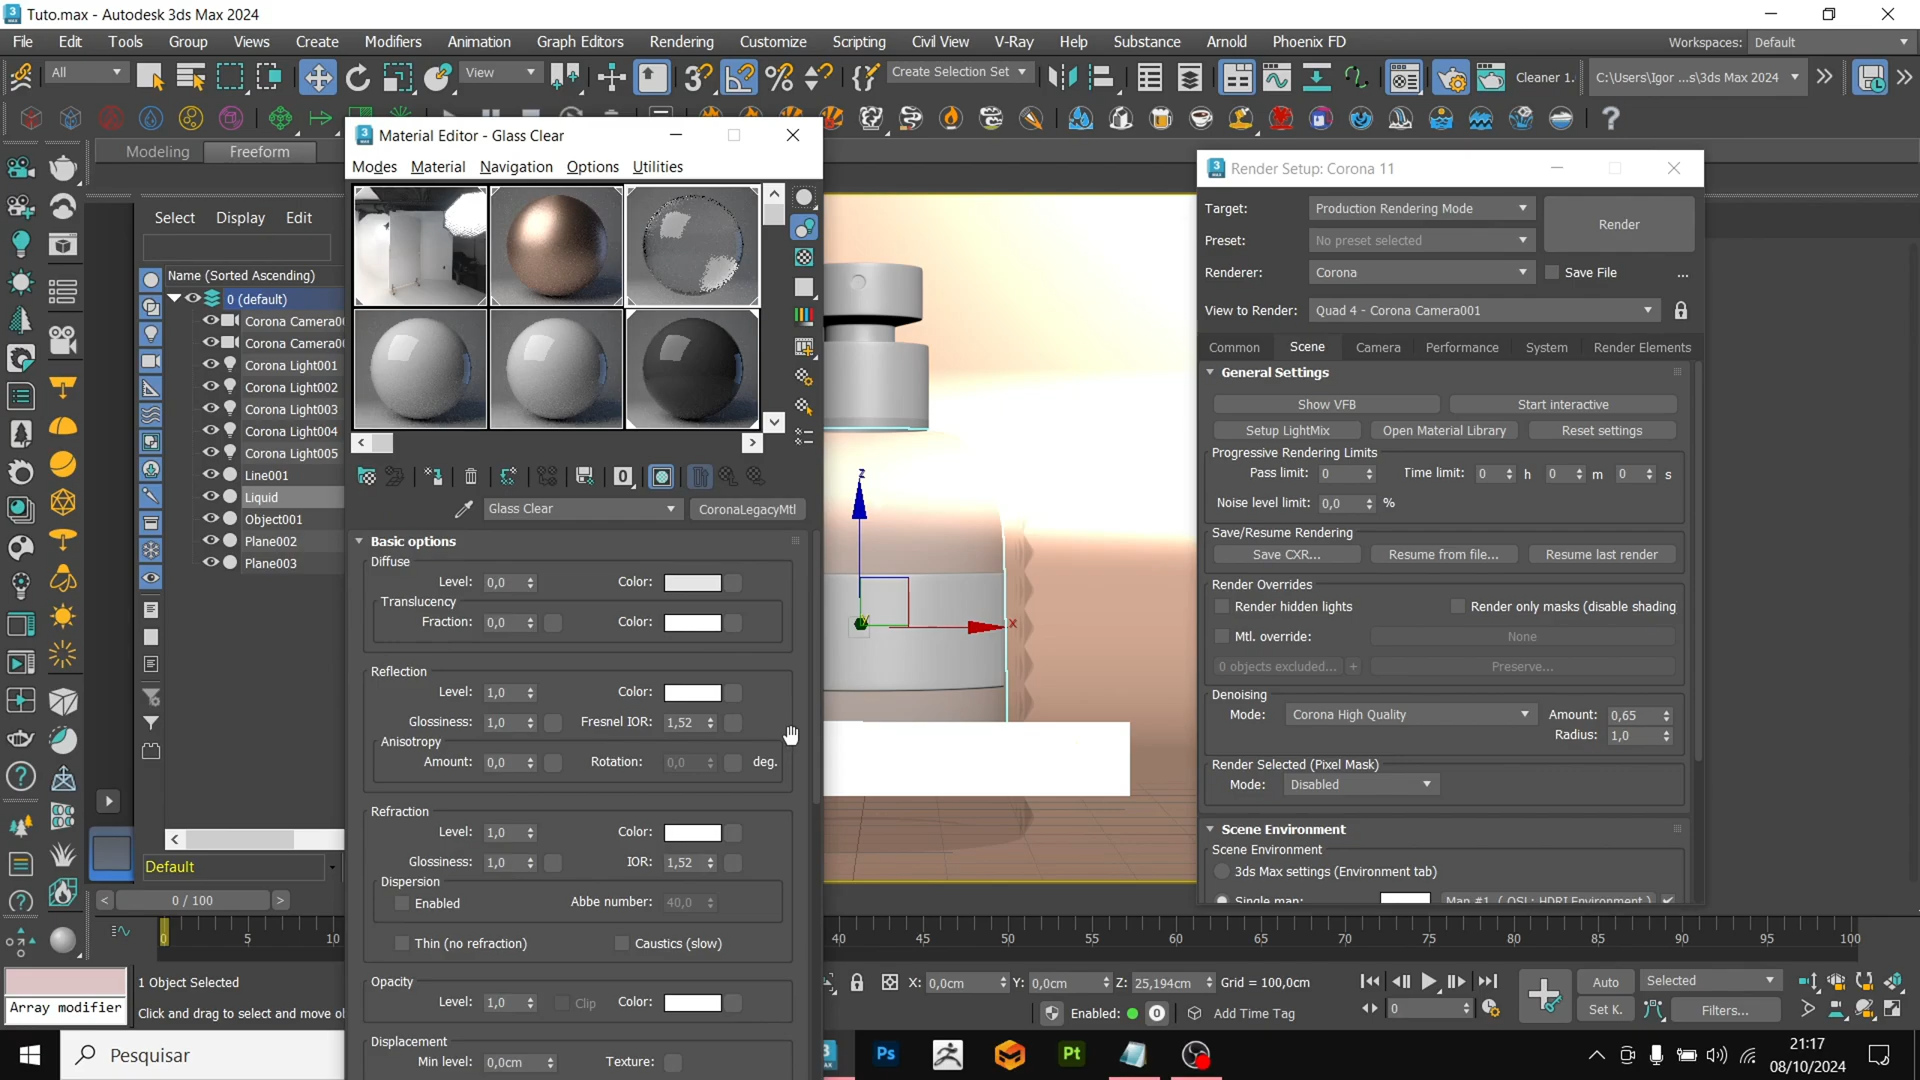 Tuto.max - Autodesk 3ds Max 2024
File Edit Tools Group Views Create Modifiers Animation Graph Editors Rendering Customize Scripting Civil View V-Ray Help Substance Arnold Phoenix FD
Workspaces: Default
All
View
Create Selection Set
Cleaner 1.
C:\Users\Igor ...s\3ds Max 2024
Modeling Freeform
Select Display Edit
Name (Sorted Ascending)
0 (default)
Corona Camera0
Corona Camera0
Corona Light001
Corona Light002
Corona Light003
Corona Light004
Corona Light005
Line001
Liquid
Object001
Plane002
Plane003
Default
0 / 100
Material Editor - Glass Clear
Modes Material Navigation Options Utilities
Glass Clear
CoronaLegacyMtl
Basic options
Diffuse
Level: 0,0 Color:
Translucency
Fraction: 0,0 Color:
Reflection
Level: 1,0 Color:
Glossiness: 1,0 Fresnel IOR: 1,52
Anisotropy
Amount: 0,0 Rotation: 0,0 deg.
Refraction
Level: 1,0 Color:
Glossiness: 1,0 IOR: 1,52
Dispersion
Enabled Abbe number: 40,0
Thin (no refraction) Caustics (slow)
Opacity
Level: 1,0 Clip Color:
Displacement
Min level: 0,0cm Texture:
z
y
x
Render Setup: Corona 11
Target: Production Rendering Mode
Render
Preset: No preset selected
Renderer: Corona Save File ...
View to Render: Quad 4 - Corona Camera001
Common Scene Camera Performance System Render Elements
General Settings
Show VFB Start interactive
Setup LightMix Open Material Library Reset settings
Progressive Rendering Limits
Pass limit: 0 Time limit: 0 h 0 m 0 s
Noise level limit: 0,0 %
Save/Resume Rendering
Save CXR... Resume from file... Resume last render
Render Overrides
Render hidden lights Render only masks (disable shading
Mtl. override: None
0 objects excluded... + Preserve...
Denoising
Mode: Corona High Quality Amount: 0,65
Radius: 1,0
Render Selected (Pixel Mask)
Mode: Disabled
Scene Environment
Scene Environment
3ds Max settings (Environment tab)
Single map: Map #1 ( OSL: HDRI Environment )
0 5 10 40 45 50 55 60 65 70 75 80 85 90 95 100
Array modifier
1 Object Selected
Click and drag to select and move ol
X: 0,0cm Y: 0,0cm Z: 25,194cm Grid = 100,0cm
Enabled: 0 Add Time Tag
0
Auto Selected
Set K. Filters...
Pesquisar
Ps
Pt
21:17
08/10/2024